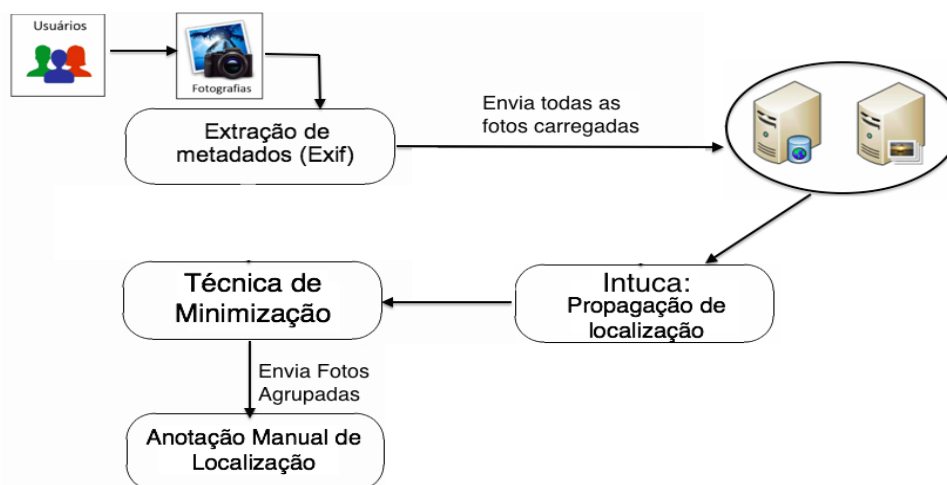 Usuários
Fotografias
Extração de
metadados (Exif)
Envia todas as
fotos carregadas
Técnica de
Minimização
Intuca:
Propagação de
localização
Envia Fotos
Agrupadas
Anotação Manual de
Localização